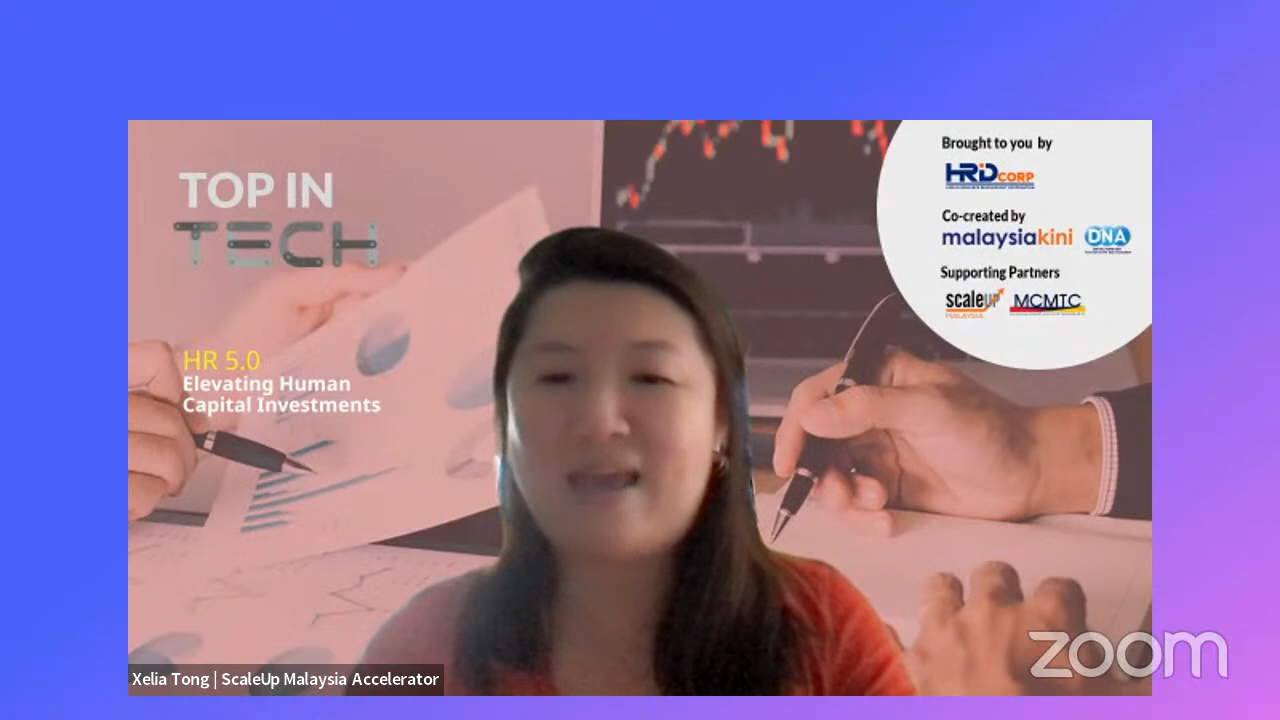 TOP IN
TECH
HR 5.0
Elevating Human
Capital Investments
Brought to you by
HRD CORP
Co-created by
malaysiakini
DNA
Supporting Partners
scaleUP
MALAYSIA
MCMTC
Xelia Tong | ScaleUp Malaysia Accelerator
zoom